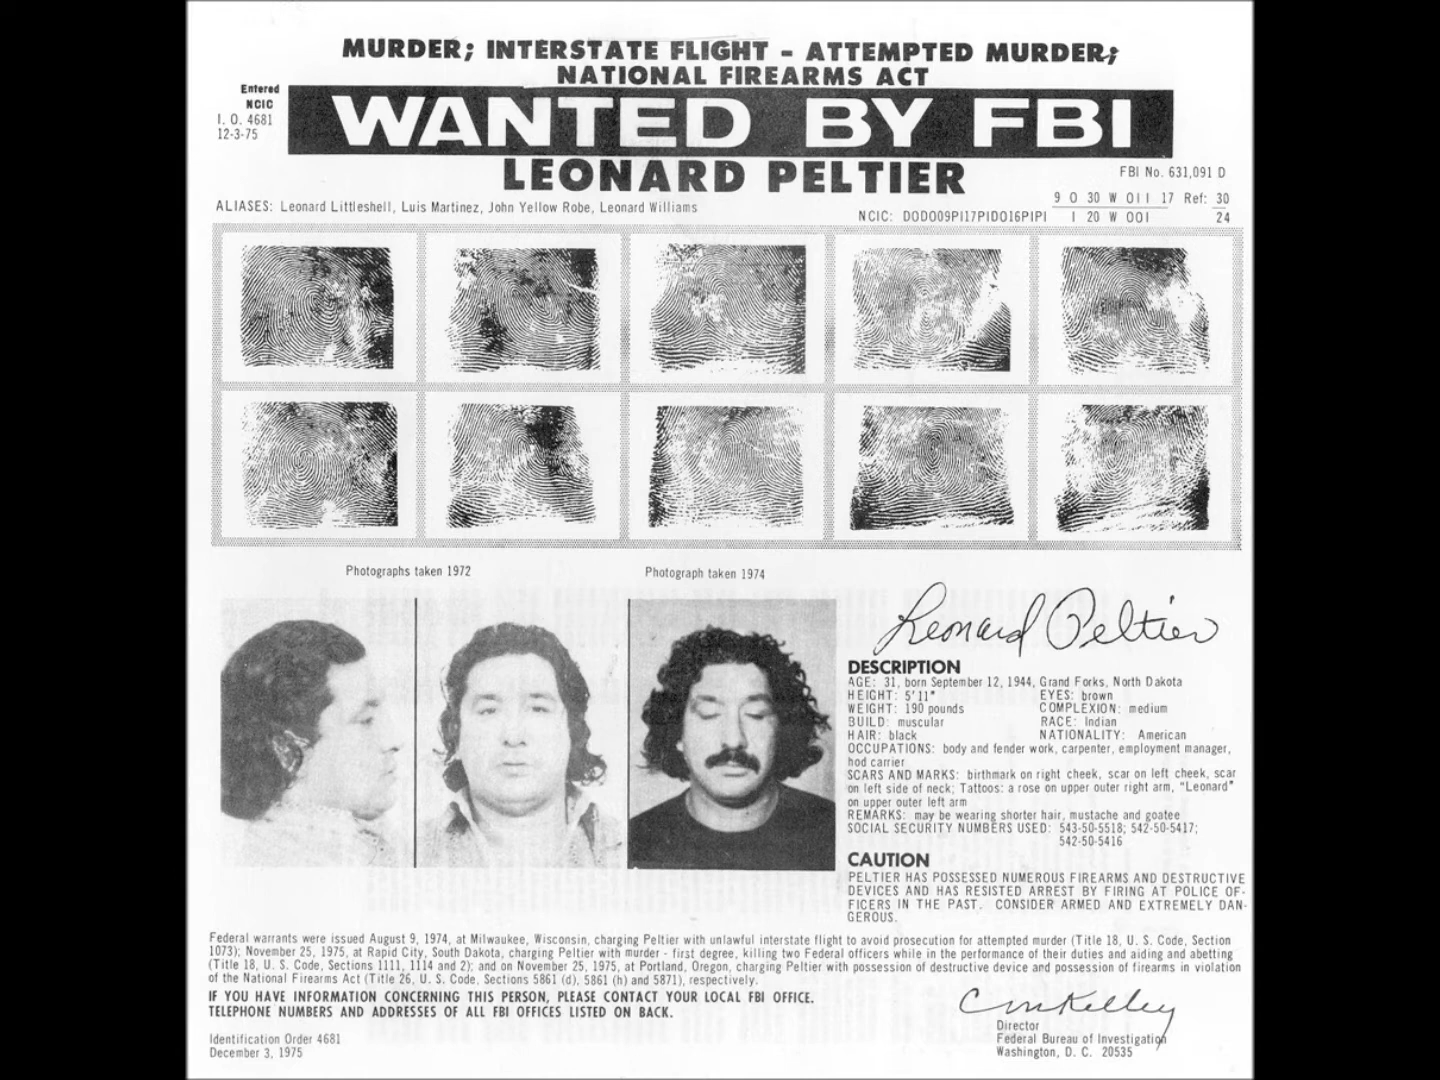 MURDER; INTERSTATE FLIGHT - ATTEMPTED MURDER;
NATIONAL FIREARMS ACT
Entered
NCIC
I. O. 4681
12-3-75
WANTED BY FBI
LEONARD PELTIER
FBI No. 631,091 D
ALIASES: Leonard Littleshell, Luis Martinez, John Yellow Robe, Leonard Williams
9 O 30 W OII 17 Ref: 30
NCIC: DODO09PI17PIDO16PIPI I 20 W OOI 24
Photographs taken 1972
Photograph taken 1974
Leonard Peltier
DESCRIPTION
AGE: 31, born September 12, 1944, Grand Forks, North Dakota
HEIGHT: 5'11" EYES: brown
WEIGHT: 190 pounds COMPLEXION: medium
BUILD: muscular RACE: Indian
HAIR: black NATIONALITY: American
OCCUPATIONS: body and fender work, carpenter, employment manager,
hod carrier
SCARS AND MARKS: birthmark on right cheek, scar on left cheek, scar
on left side of neck; Tattoos: a rose on upper outer right arm, "Leonard"
on upper outer left arm
REMARKS: may be wearing shorter hair, mustache and goatee
SOCIAL SECURITY NUMBERS USED: 543-50-5518; 542-50-5417;
542-50-5416
CAUTION
PELTIER HAS POSSESSED NUMEROUS FIREARMS AND DESTRUCTIVE
DEVICES AND HAS RESISTED ARREST BY FIRING AT POLICE OF-
FICERS IN THE PAST. CONSIDER ARMED AND EXTREMELY DAN-
GEROUS.
Federal warrants were issued August 9, 1974, at Milwaukee, Wisconsin, charging Peltier with unlawful interstate flight to avoid prosecution for attempted murder (Title 18, U. S. Code, Section
1073); November 25, 1975, at Rapid City, South Dakota, charging Peltier with murder - first degree, killing two Federal officers while in the performance of their duties and aiding and abetting
(Title 18, U. S. Code, Sections 1111, 1114 and 2); and on November 25, 1975, at Portland, Oregon, charging Peltier with possession of destructive device and possession of firearms in violation
of the National Firearms Act (Title 26, U. S. Code, Sections 5861 (d), 5861 (h) and 5871), respectively.
IF YOU HAVE INFORMATION CONCERNING THIS PERSON, PLEASE CONTACT YOUR LOCAL FBI OFFICE.
TELEPHONE NUMBERS AND ADDRESSES OF ALL FBI OFFICES LISTED ON BACK.
CMKelley
Director
Federal Bureau of Investigation
Washington, D. C. 20535
Identification Order 4681
December 3, 1975